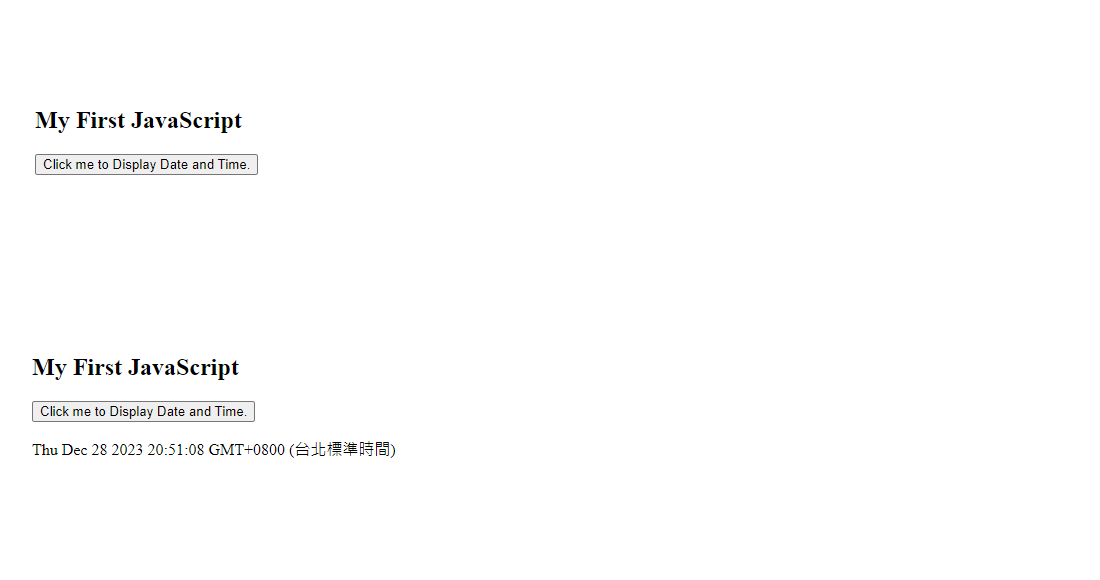 My First JavaScript
Click me to Display Date and Time.
My First JavaScript
Click me to Display Date and Time.
Thu Dec 28 2023 20:51:08 GMT+0800 (台北標準時間)